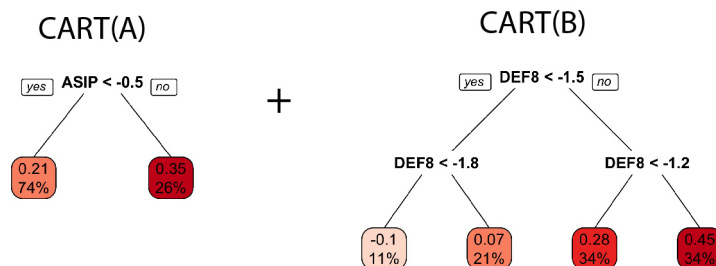 CART(A)
CART(B)
yes ASIP < -0.5 no
+
yes DEF8 < -1.5 no
DEF8 < -1.8
DEF8 < -1.2
0.21
74%
0.35
26%
-0.1
11%
0.07
21%
0.28
34%
0.45
34%